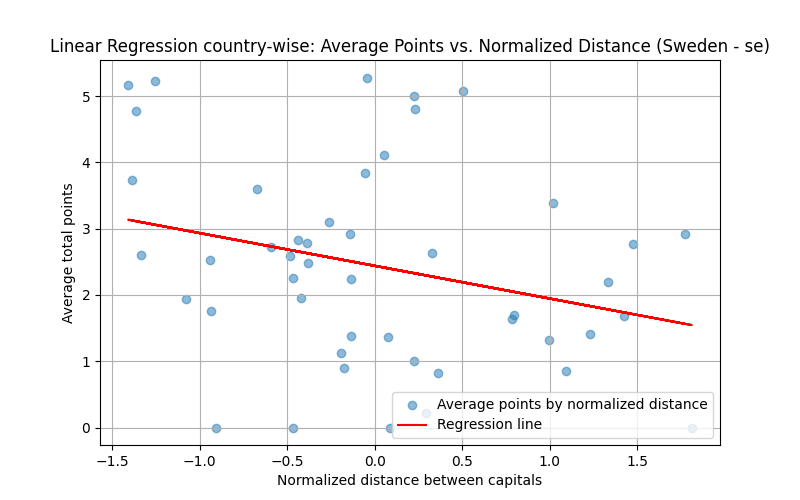 Linear Regression country-wise: Average Points vs. Normalized Distance (Sweden - se)
Average total points
5
4
3
2
1
0
−1.5 −1.0 −0.5 0.0 0.5 1.0 1.5
Normalized distance between capitals
Average points by normalized distance
Regression line